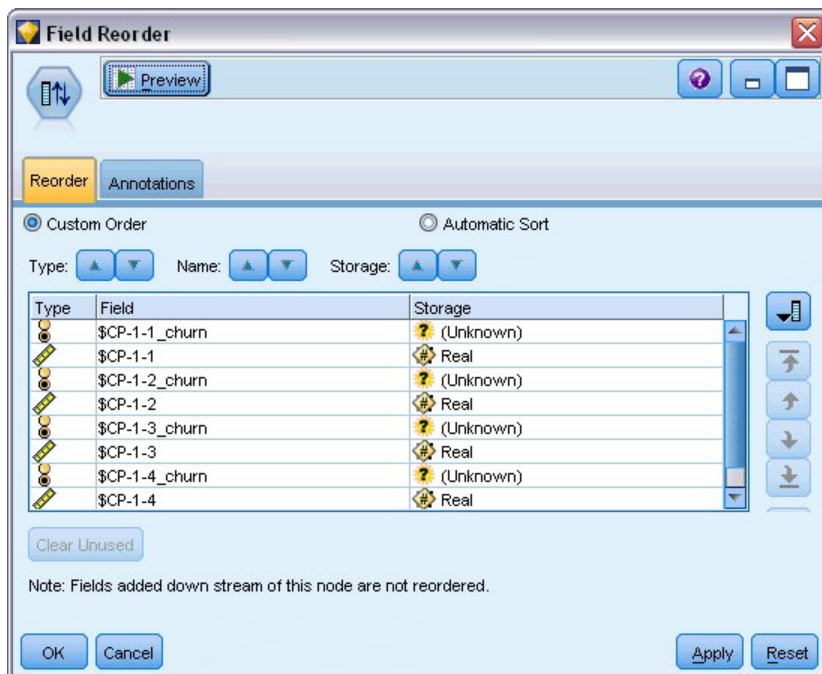 Field Reorder
Preview
Reorder Annotations
Custom Order Automatic Sort
Type: Name: Storage:
Type Field Storage
$CP-1-1_churn ? (Unknown)
$CP-1-1 # Real
$CP-1-2_churn ? (Unknown)
$CP-1-2 # Real
$CP-1-3_churn ? (Unknown)
$CP-1-3 # Real
$CP-1-4_churn ? (Unknown)
$CP-1-4 # Real
Clear Unused
Note: Fields added down stream of this node are not reordered.
OK Cancel Apply Reset